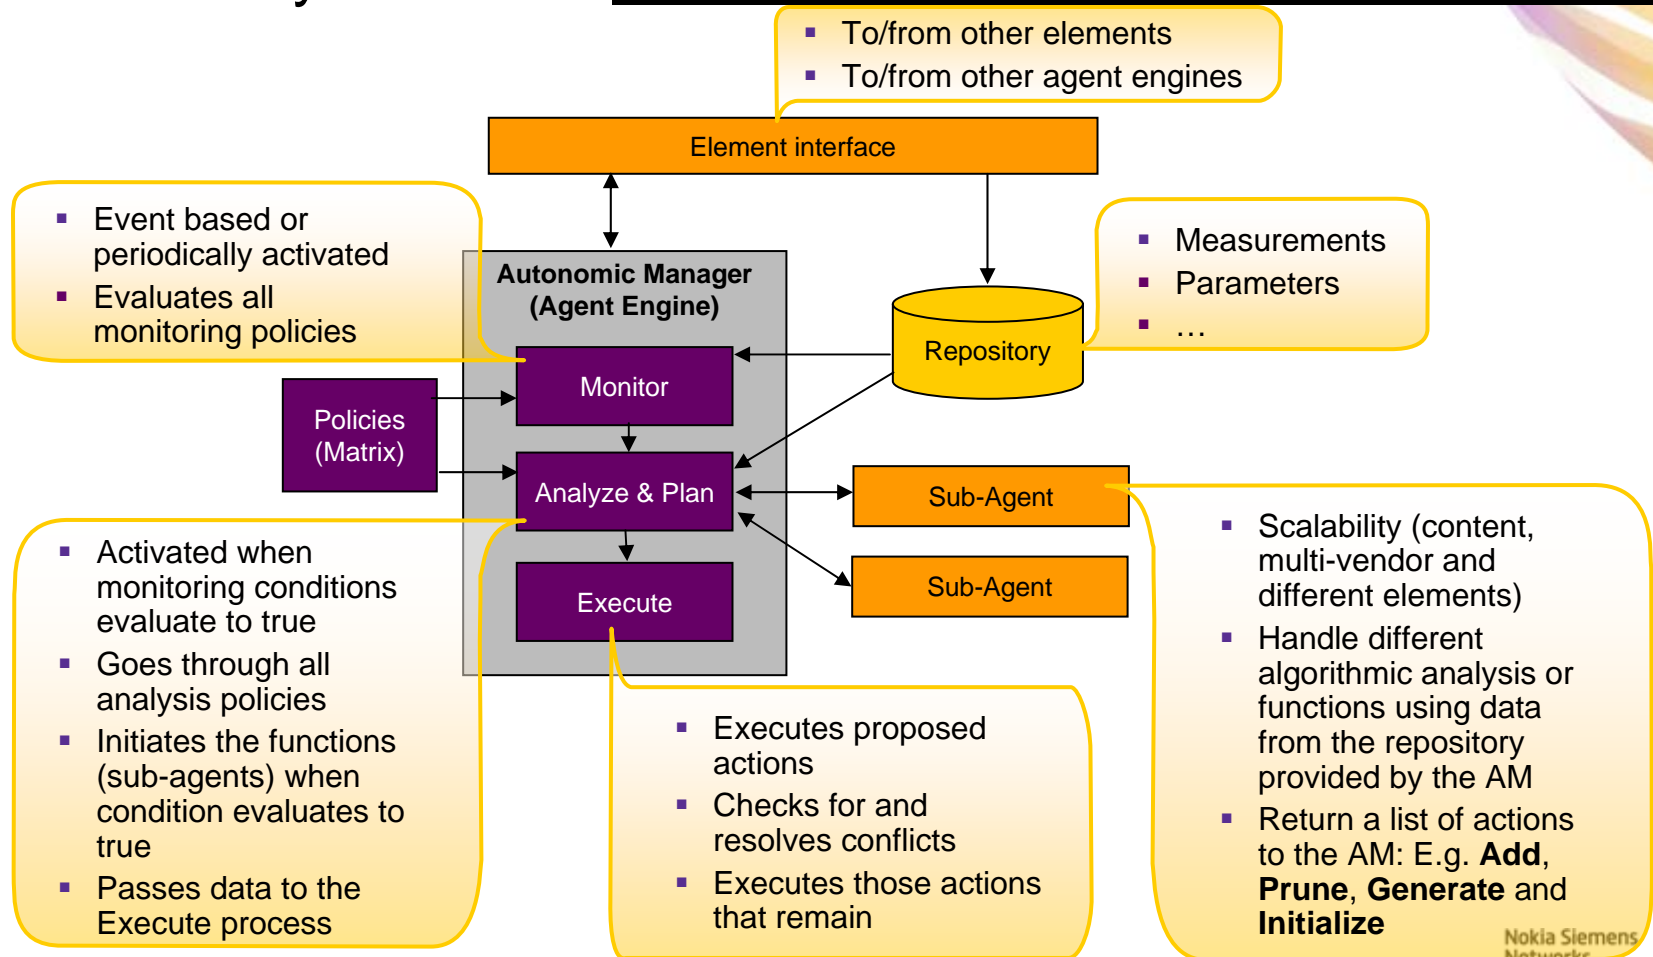 ▪ To/from other elements
▪ To/from other agent engines
Element interface
▪ Event based or
periodically activated
▪ Evaluates all
monitoring policies
Autonomic Manager
(Agent Engine)
▪ Measurements
▪ Parameters
▪ …
Repository
Monitor
Policies
(Matrix)
Analyze & Plan
Sub-Agent
Execute
Sub-Agent
▪ Activated when
monitoring conditions
evaluate to true
▪ Goes through all
analysis policies
▪ Initiates the functions
(sub-agents) when
condition evaluates to
true
▪ Passes data to the
Execute process
▪ Executes proposed
actions
▪ Checks for and
resolves conflicts
▪ Executes those actions
that remain
▪ Scalability (content,
multi-vendor and
different elements)
▪ Handle different
algorithmic analysis or
functions using data
from the repository
provided by the AM
▪ Return a list of actions
to the AM: E.g. Add,
Prune, Generate and
Initialize
Nokia Siemens
Networks